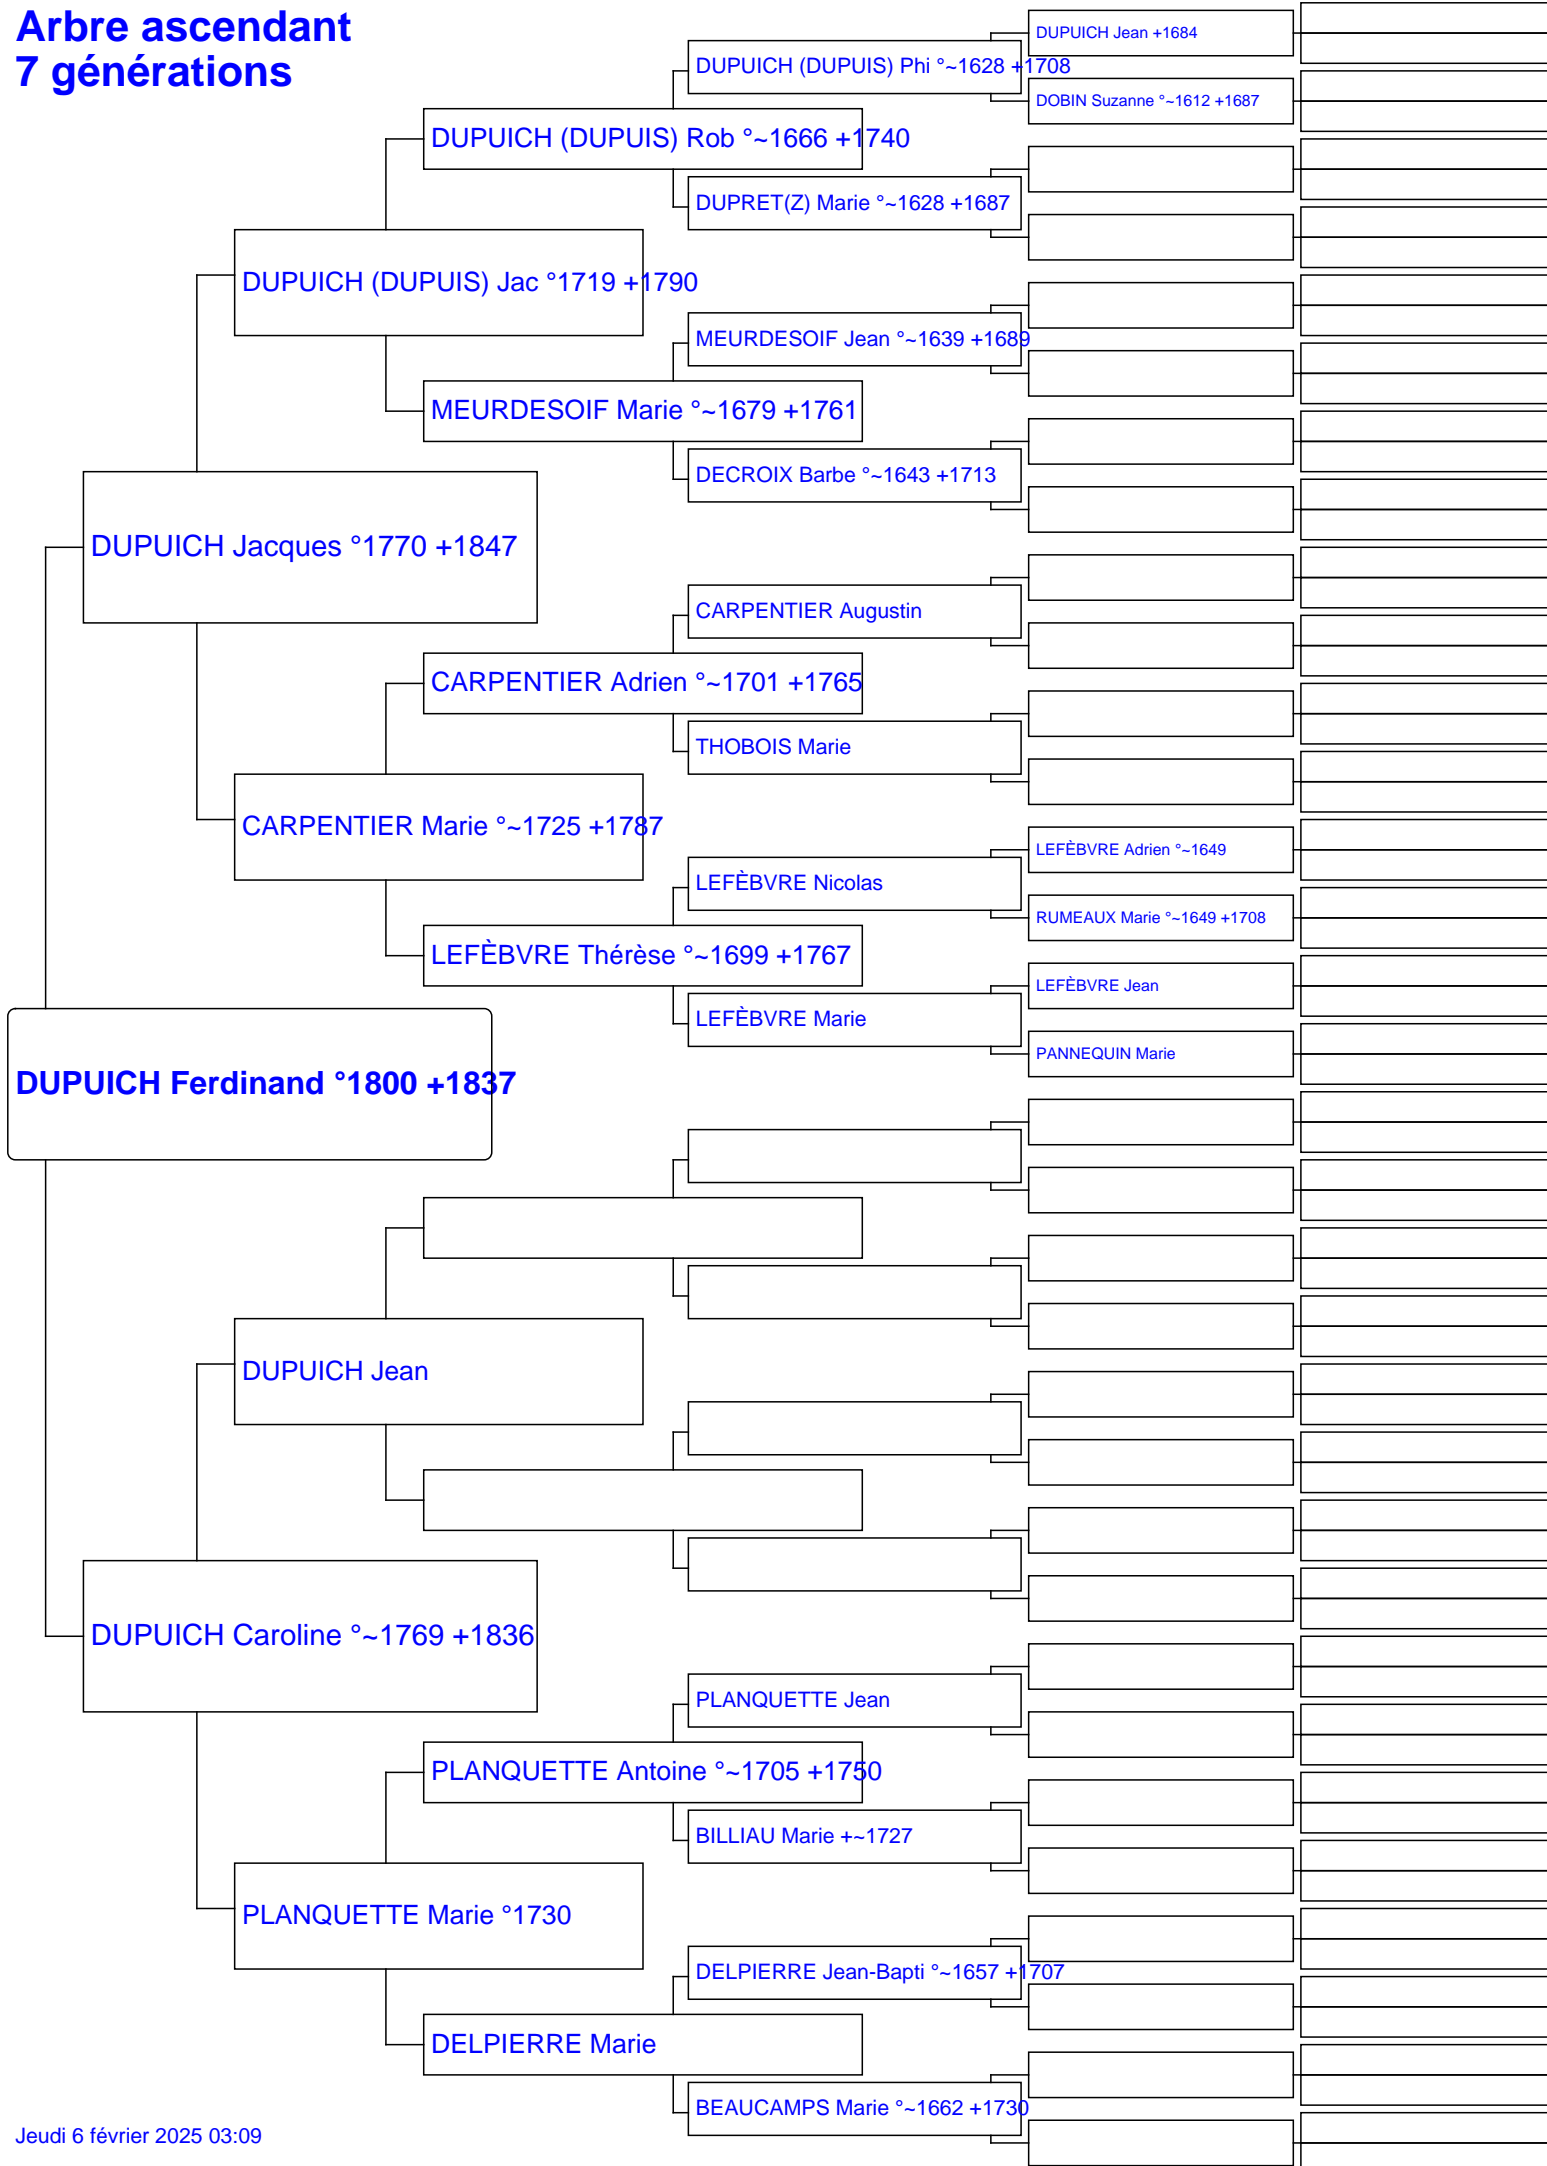 Arbre ascendant
7 générations
DUPUICH Jean +1684
DUPUICH (DUPUIS) Phi °~1628 +1708
DOBIN Suzanne °~1612 +1687
DUPUICH (DUPUIS) Rob °~1666 +1740
DUPRET(Z) Marie °~1628 +1687
DUPUICH (DUPUIS) Jac °1719 +1790
MEURDESOIF Jean °~1639 +1689
MEURDESOIF Marie °~1679 +1761
DECROIX Barbe °~1643 +1713
DUPUICH Jacques °1770 +1847
CARPENTIER Augustin
CARPENTIER Adrien °~1701 +1765
THOBOIS Marie
CARPENTIER Marie °~1725 +1787
LEFÈBVRE Adrien °~1649
LEFÈBVRE Nicolas
RUMEAUX Marie °~1649 +1708
LEFÈBVRE Thérèse °~1699 +1767
LEFÈBVRE Jean
LEFÈBVRE Marie
PANNEQUIN Marie
DUPUICH Ferdinand °1800 +1837
DUPUICH Jean
DUPUICH Caroline °~1769 +1836
PLANQUETTE Jean
PLANQUETTE Antoine °~1705 +1750
BILLIAU Marie +~1727
PLANQUETTE Marie °1730
DELPIERRE Jean-Bapti °~1657 +1707
DELPIERRE Marie
BEAUCAMPS Marie °~1662 +1730
Jeudi 6 février 2025 03:09